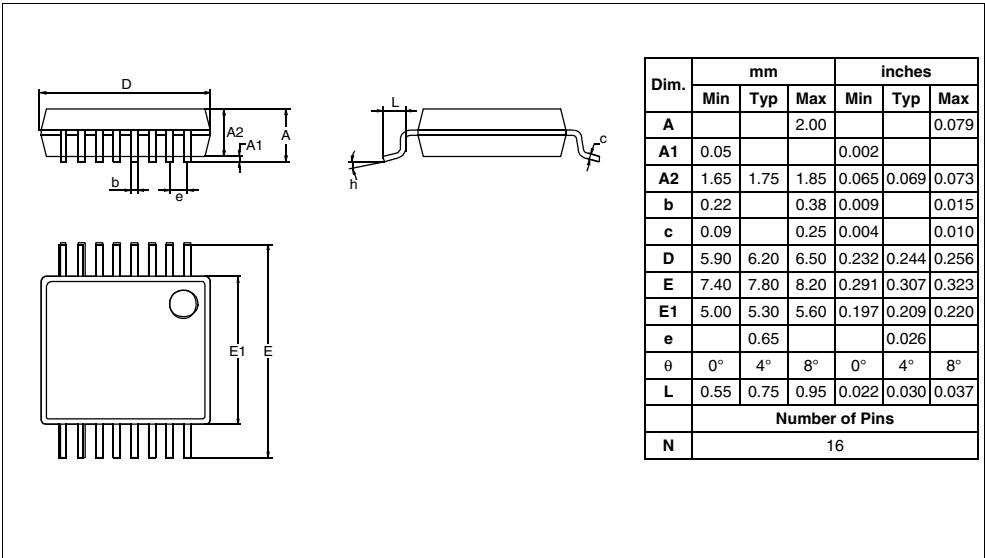 D
A2
A
A1
b
e
L
c
h
E1
E
Dim. mm inches
Min Typ Max Min Typ Max
A 2.00 0.079
A1 0.05 0.002
A2 1.65 1.75 1.85 0.065 0.069 0.073
b 0.22 0.38 0.009 0.015
c 0.09 0.25 0.004 0.010
D 5.90 6.20 6.50 0.232 0.244 0.256
E 7.40 7.80 8.20 0.291 0.307 0.323
E1 5.00 5.30 5.60 0.197 0.209 0.220
e 0.65 0.026
θ 0° 4° 8° 0° 4° 8°
L 0.55 0.75 0.95 0.022 0.030 0.037
Number of Pins
N 16